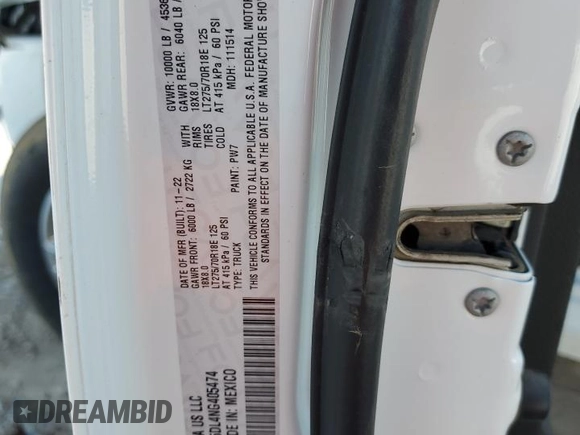 A US LLC
DATE OF MFR (BUILT): 11-22 GVWR: 10000 LB / 4536
GAWR FRONT: 6000 LB / 2722 KG WITH GAWR REAR: 6040 LB /
18X8.0 RIMS 18X8.0
LT275/70R18E 125 TIRES LT275/70R18E 125
AT 415 kPa / 60 PSI COLD AT 415 kPa / 60 PSI
TYPE: TRUCK PAINT: PW7 MDH: 111514
THIS VEHICLE CONFORMS TO ALL APPLICABLE U.S.A. FEDERAL MOTOR
STANDARDS IN EFFECT ON THE DATE OF MANUFACTURE SHOW
5DL4NG405474
DE IN: MEXICO
DREAMBID